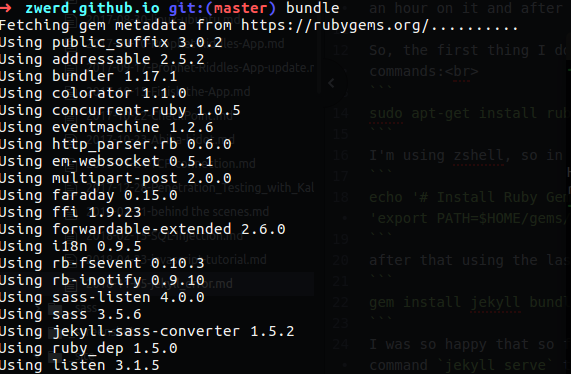 ➜ zwerd.github.io git:(master) bundle
Fetching gem metadata from https://rubygems.org/..........
Using public_suffix 3.0.2
Using addressable 2.5.2
Using bundler 1.17.1
Using colorator 1.1.0
Using concurrent-ruby 1.0.5
Using eventmachine 1.2.6
Using http_parser.rb 0.6.0
Using em-websocket 0.5.1
Using multipart-post 2.0.0
Using faraday 0.15.0
Using ffi 1.9.23
Using forwardable-extended 2.6.0
Using i18n 0.9.5
Using rb-fsevent 0.10.3
Using rb-inotify 0.9.10
Using sass-listen 4.0.0
Using sass 3.5.6
Using jekyll-sass-converter 1.5.2
Using ruby_dep 1.5.0
Using listen 3.1.5
an hour of it and after
So, the first thing I do
commands:<br>
```
sudo apt-get install rub
```
I'm using zshell, so in
```
echo '# Install Ruby Gem
'export PATH=$HOME/gems/
```
after that using the las
```
gem install jekyll bund
```
I was so happy that so
command `jekyll serve`